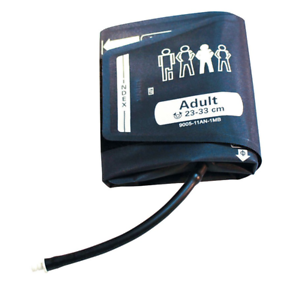 INDEX
Adult
23-33 cm
9005-11AN-1MB